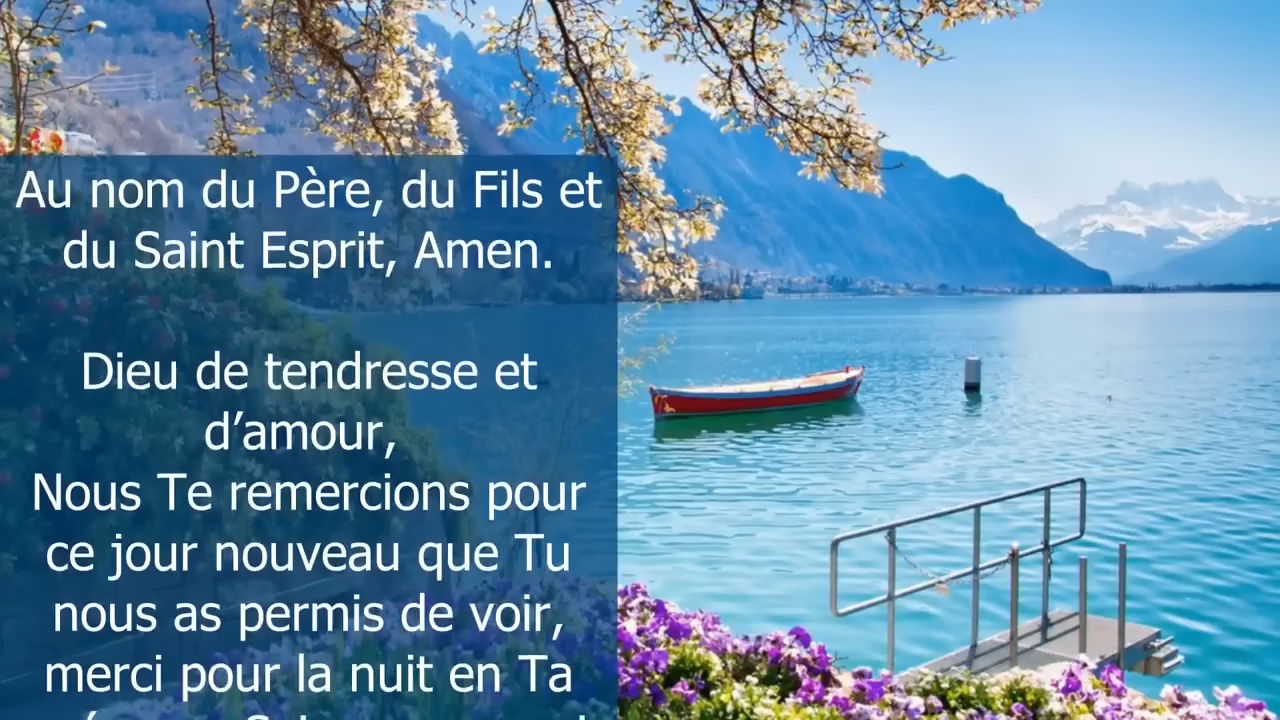 Au nom du Père, du Fils et
du Saint Esprit, Amen.
Dieu de tendresse et
d’amour,
Nous Te remercions pour
ce jour nouveau que Tu
nous as permis de voir,
merci pour la nuit en Ta